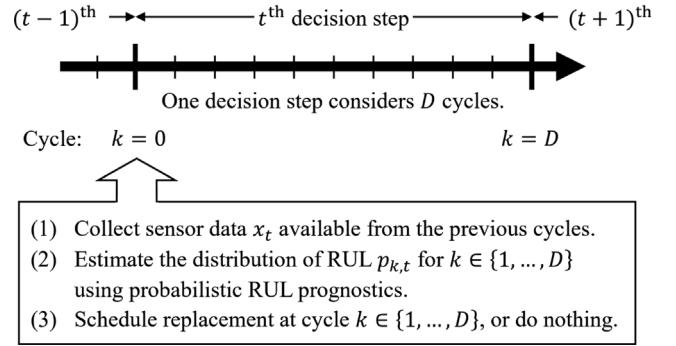 (t − 1)th t th decision step (t + 1)th
One decision step considers D cycles.
Cycle: k = 0 k = D
(1) Collect sensor data xₜ available from the previous cycles.
(2) Estimate the distribution of RUL pₖ,ₜ for k ∈ {1, ..., D}
using probabilistic RUL prognostics.
(3) Schedule replacement at cycle k ∈ {1, ..., D}, or do nothing.